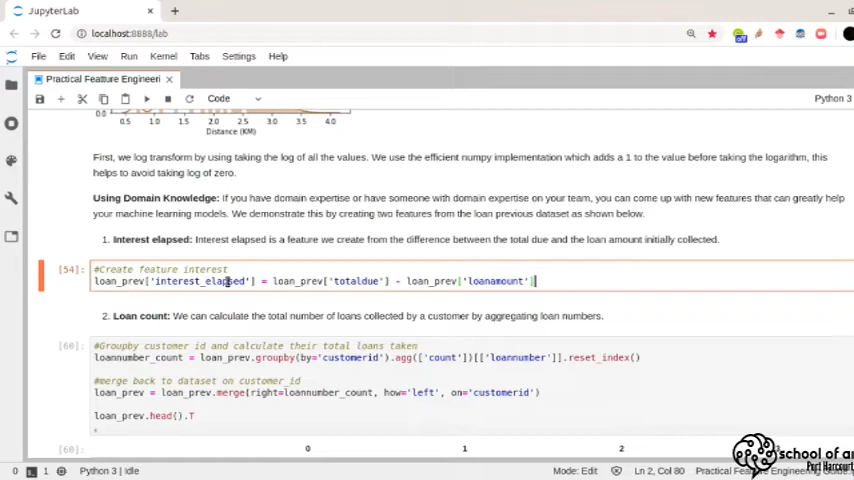 JupyterLab
localhost:8888/lab
off
File Edit View Run Kernel Tabs Settings Help
Practical Featture Engineeri
Code
Python 3
0.0
0.5 1.0 1.5 2.0 2.5 3.0 3.5 4.0
Distance (KM)
First, we log transform by using taking the log of all the values. We use the efficient numpy implementation which adds a 1 to the value before taking the logarithm, this
helps to avoid taking log of zero.
Using Domain Knowledge: If you have domain expertise or have someone with domain expertise on your team, you can come up with new features that can greatly help
your machine learning models. We demonstrate this by creating two features from the loan previous dataset as shown below.
1. Interest elapsed: Interest elapsed is a feature we create from the difference between the total due and the loan amount initially collected.
[54]: #Create feature interest
loan_prev['interest_elapsed'] = loan_prev['totaldue'] - loan_prev['loanamount']
2. Loan count: We can calculate the total number of loans collected by a customer by aggregating loan numbers.
[60]: #Groupby customer id and calculate their total loans taken
loannumber_count = loan_prev.groupby(by='customerid').agg(['count'])[['loannumber']].reset_index()
#merge back to dataset on customer_id
loan_prev = loan_prev.merge(right=loannumber_count, how='left', on='customerid')
loan_prev.head().T
[60]: 0 1 2
school of
Port Harcourt
0 1 Python 3 | Idle Mode: Edit Ln 2, Col 80 Practical Featture Engineering